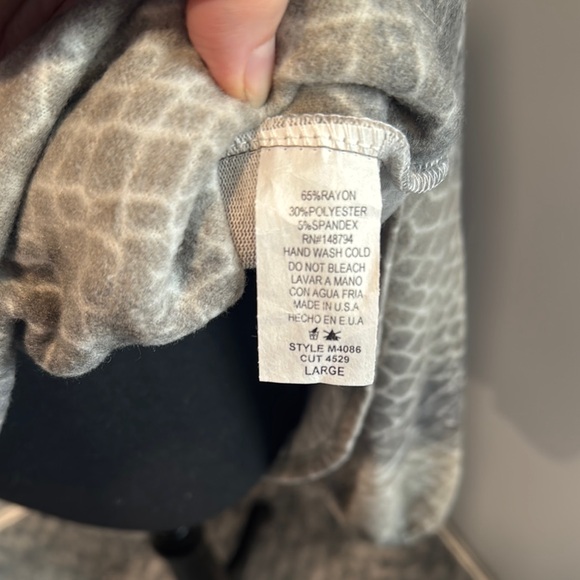 65%RAYON
30%POLYESTER
5%SPANDEX
RN#148794
HAND WASH COLD
DO NOT BLEACH
LAVAR A MANO
CON AGUA FRIA
MADE IN U.S.A
HECHO EN E.U.A
STYLE M4086
CUT 4529
LARGE